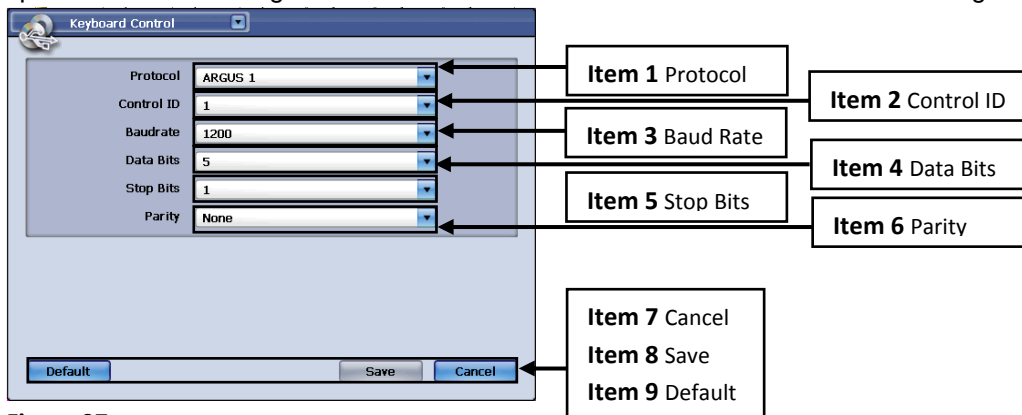 Keyboard Control
Protocol ARGUS 1
Control ID 1
Baudrate 1200
Data Bits 5
Stop Bits 1
Parity None
Default Save Cancel
Item 1 Protocol
Item 2 Control ID
Item 3 Baud Rate
Item 4 Data Bits
Item 5 Stop Bits
Item 6 Parity
Item 7 Cancel
Item 8 Save
Item 9 Default